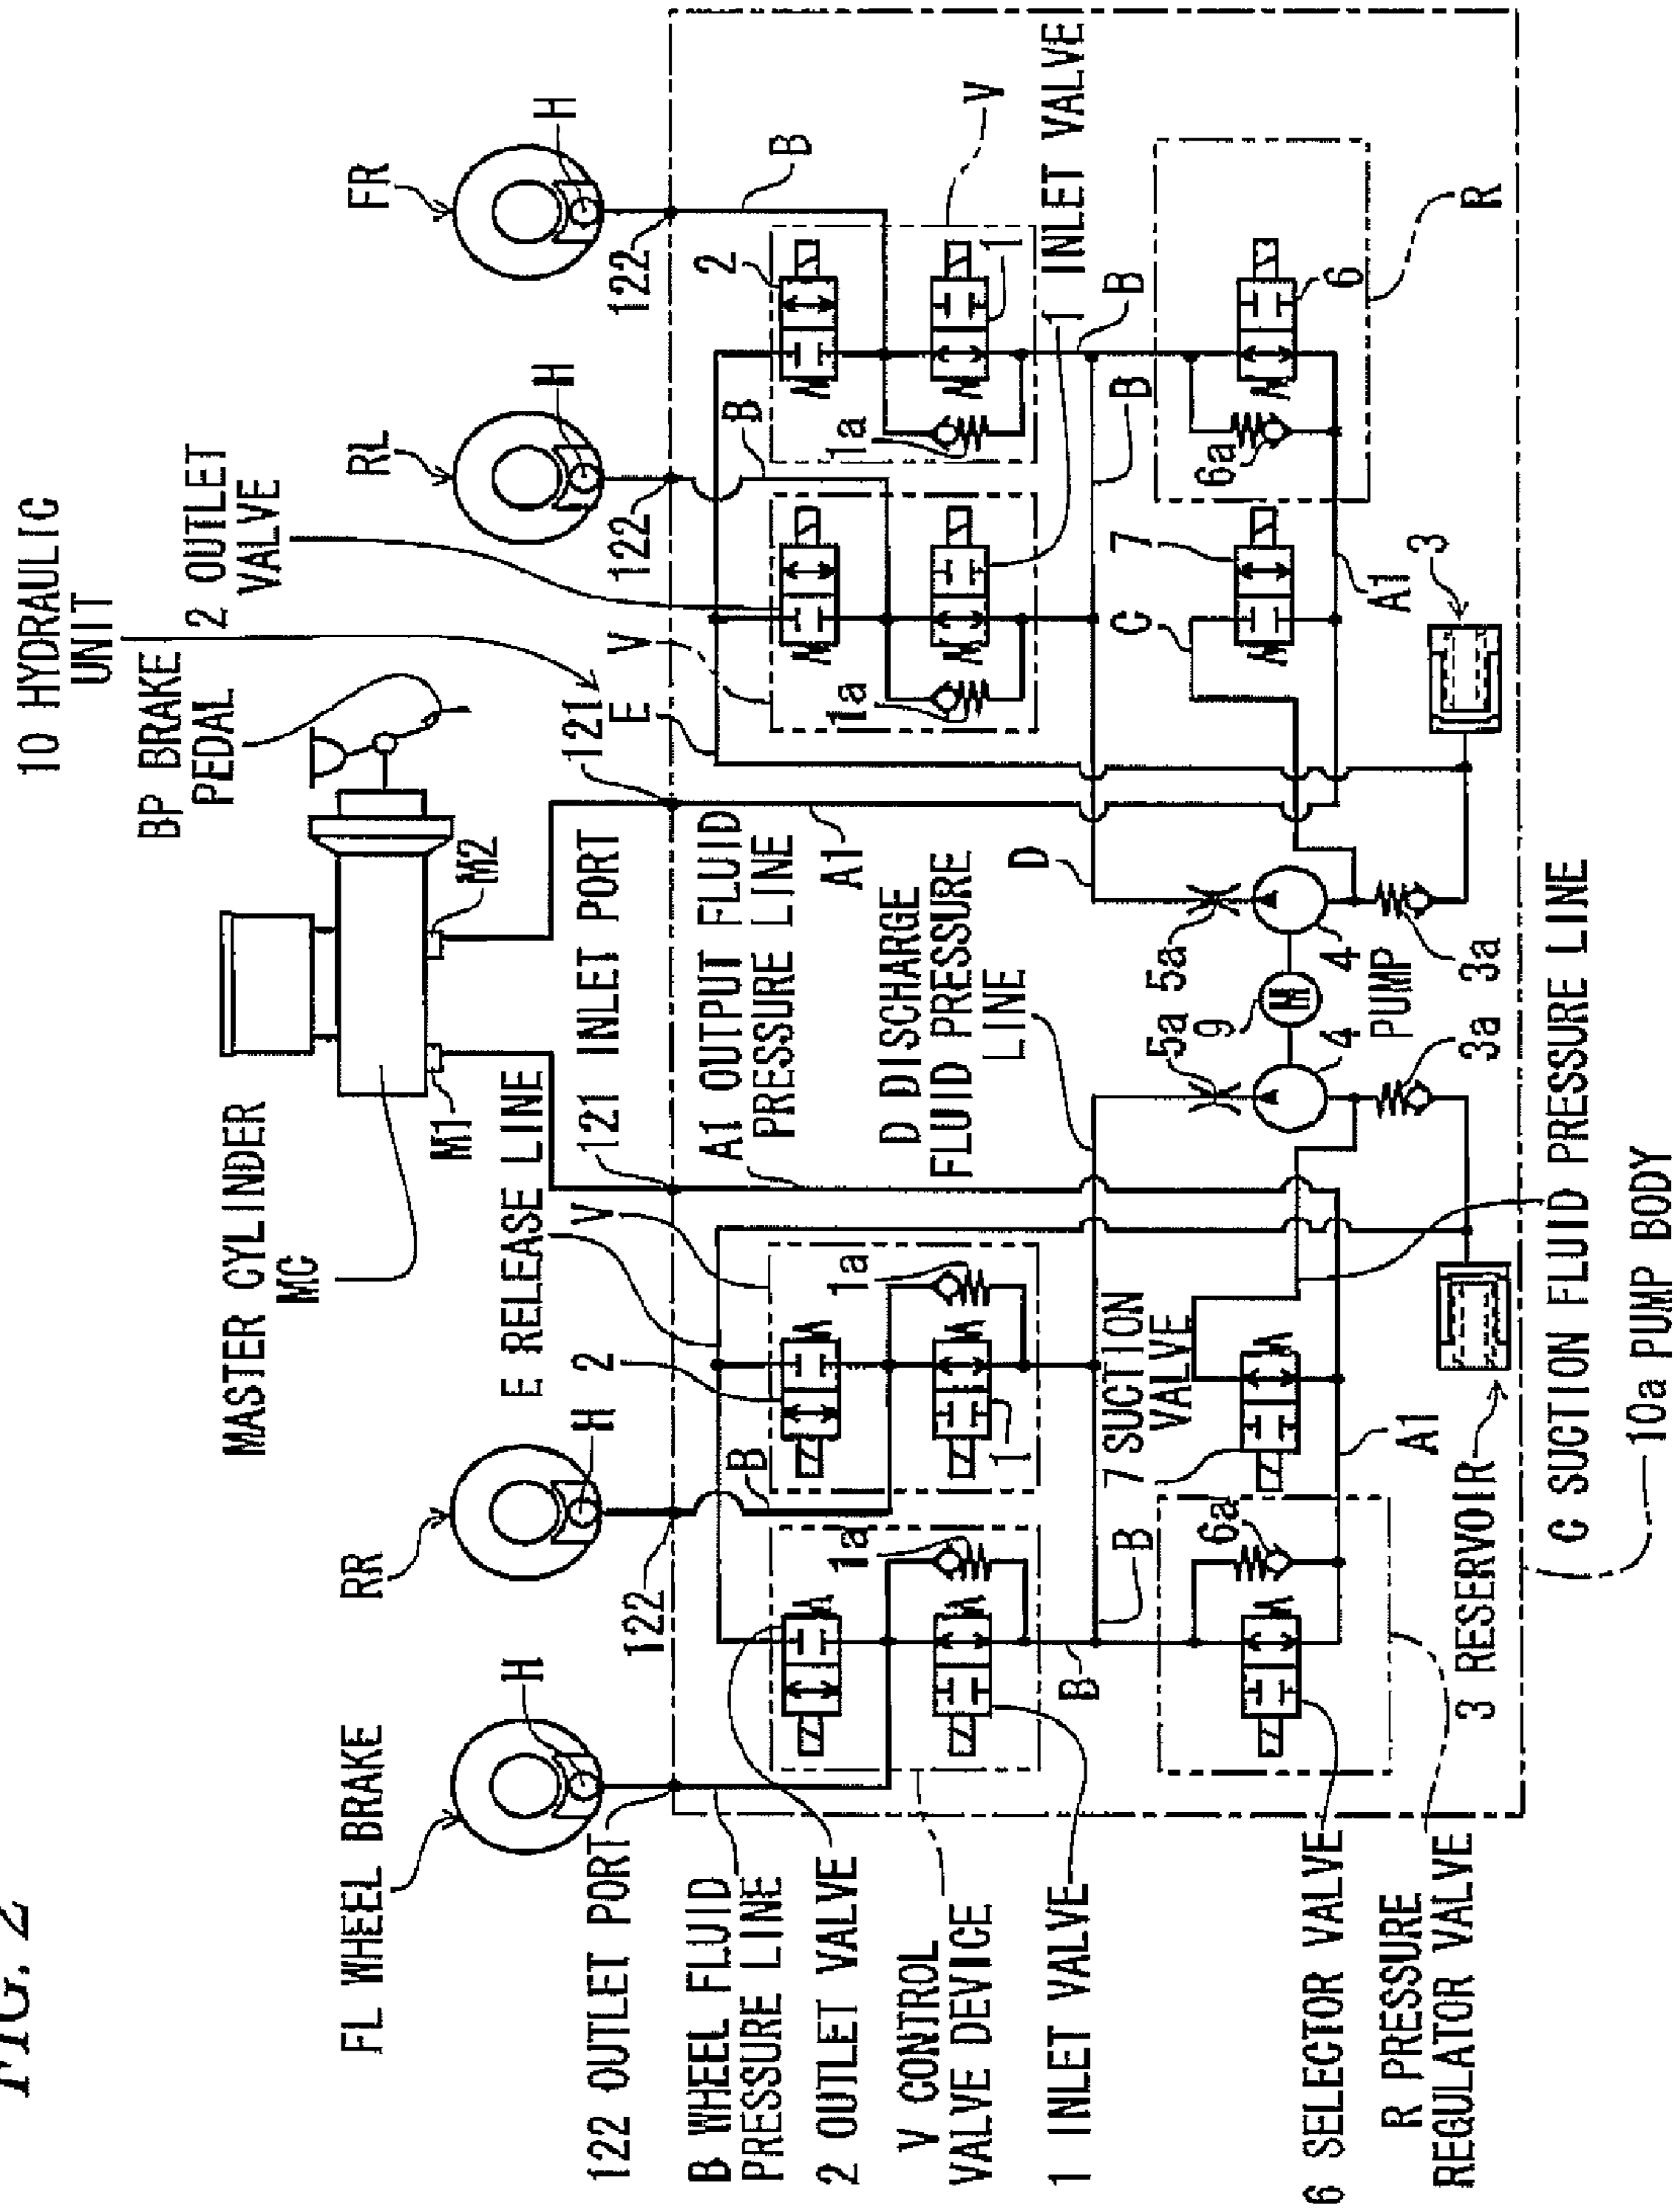 FIG. 2
10 HYDRAULIC
UNIT
BP BRAKE
PEDAL
2 OUTLET
VALVE
MASTER CYLINDER
MC
M1
M2
FL WHEEL BRAKE
RR
RL
FR
H
H
H
H
122 OUTLET PORT
122
122
122
E RELEASE LINE
121 INLET PORT
121
E
B WHEEL FLUID
PRESSURE LINE
2 OUTLET VALVE
V CONTROL
VALVE DEVICE
1 INLET VALVE
B
2
V
A1 OUTPUT FLUID
PRESSURE LINE
A1
V
B
2
B
V
1a
1a
1a
1a
1
1
1
1 INLET VALVE
D DISCHARGE
FLUID PRESSURE
LINE
D
B
B
B
B
7 SUCTION
VALVE
C
7
6a
6a
6
R
5a
5a
9
M
4
4
PUMP
3a
3a
A1
A1
3
6 SELECTOR VALVE
R PRESSURE
REGULATOR VALVE
3 RESERVOIR
C SUCTION FLUID PRESSURE LINE
10a PUMP BODY